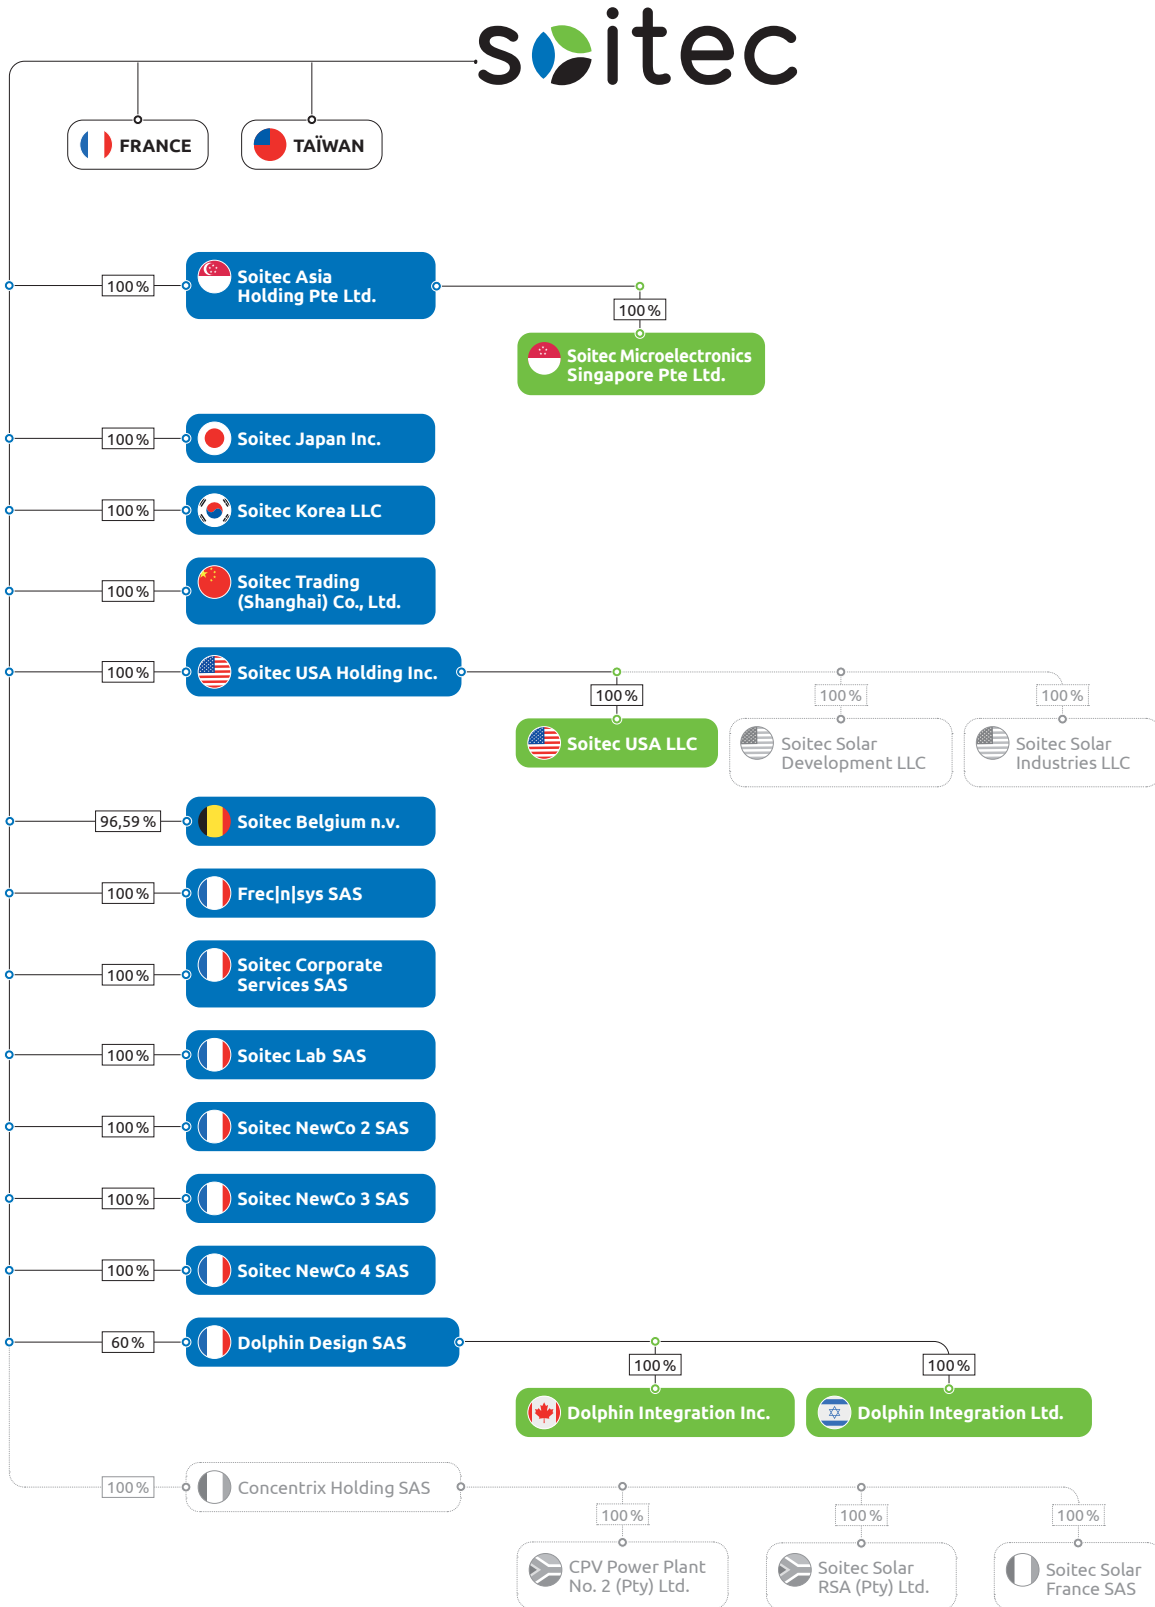 soitec
FRANCE
TAÏWAN
100 %
Soitec Asia
Holding Pte Ltd.
100 %
Soitec Microelectronics
Singapore Pte Ltd.
100 %
Soitec Japan Inc.
100 %
Soitec Korea LLC
100 %
Soitec Trading
(Shanghai) Co., Ltd.
100 %
Soitec USA Holding Inc.
100 %
100 %
100 %
Soitec USA LLC
Soitec Solar
Development LLC
Soitec Solar
Industries LLC
96,59 %
Soitec Belgium n.v.
100 %
Frec|n|sys SAS
100 %
Soitec Corporate
Services SAS
100 %
Soitec Lab SAS
100 %
Soitec NewCo 2 SAS
100 %
Soitec NewCo 3 SAS
100 %
Soitec NewCo 4 SAS
60 %
Dolphin Design SAS
100 %
100 %
Dolphin Integration Inc.
Dolphin Integration Ltd.
100 %
Concentrix Holding SAS
100 %
100 %
100 %
CPV Power Plant
No. 2 (Pty) Ltd.
Soitec Solar
RSA (Pty) Ltd.
Soitec Solar
France SAS